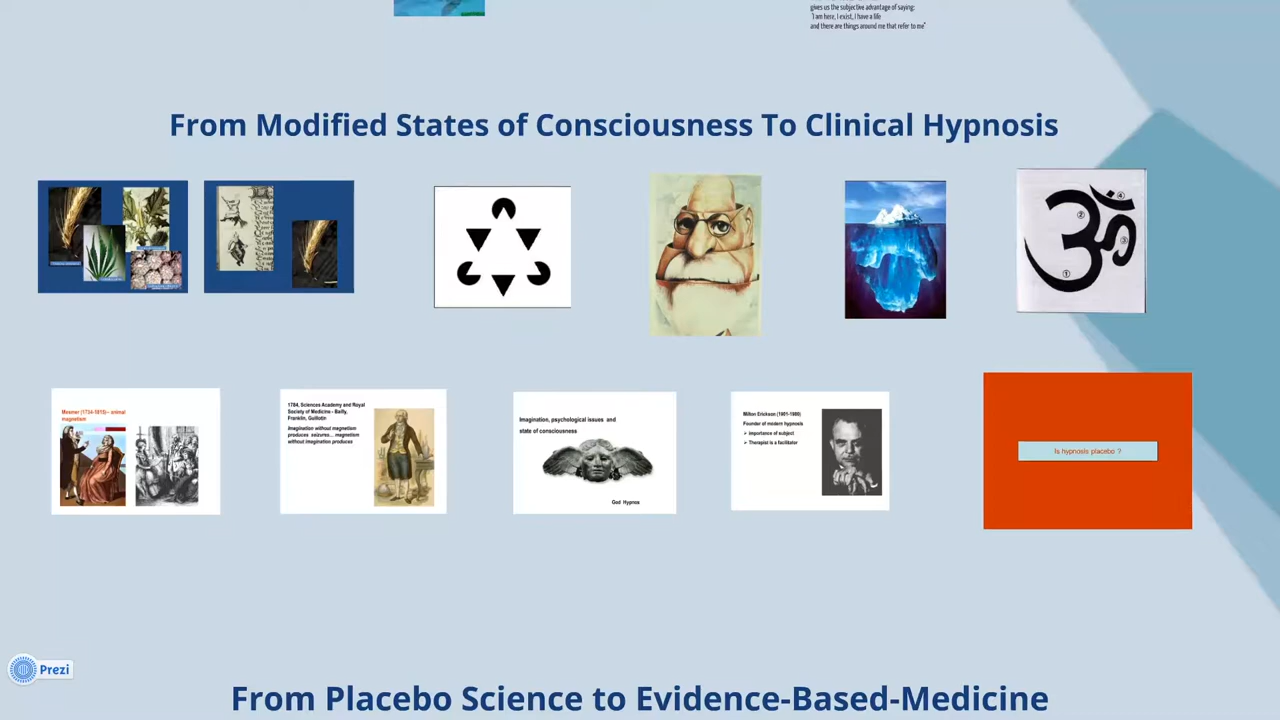 gives us the subjective advantage of saying:
"I am here, I exist, I have a life
and there are things around me that refer to me"
From Modified States of Consciousness To Clinical Hypnosis
①
②
③
④
Mesmer (1734-1815)– animal
magnetism
1784, Sciences Academy and Royal
Society of Medicine - Bailly,
Franklin, Guillotin
Imagination without magnetism
produces seizures... magnetism
without imagination produces
Imagination, psychological issues and
state of consciousness
God Hypnos
Milton Erickson (1901-1980)
Founder of modern hypnosis
➢ importance of subject
➢ Therapist is a facilitator
Is hypnosis placebo ?
Prezi
From Placebo Science to Evidence-Based-Medicine